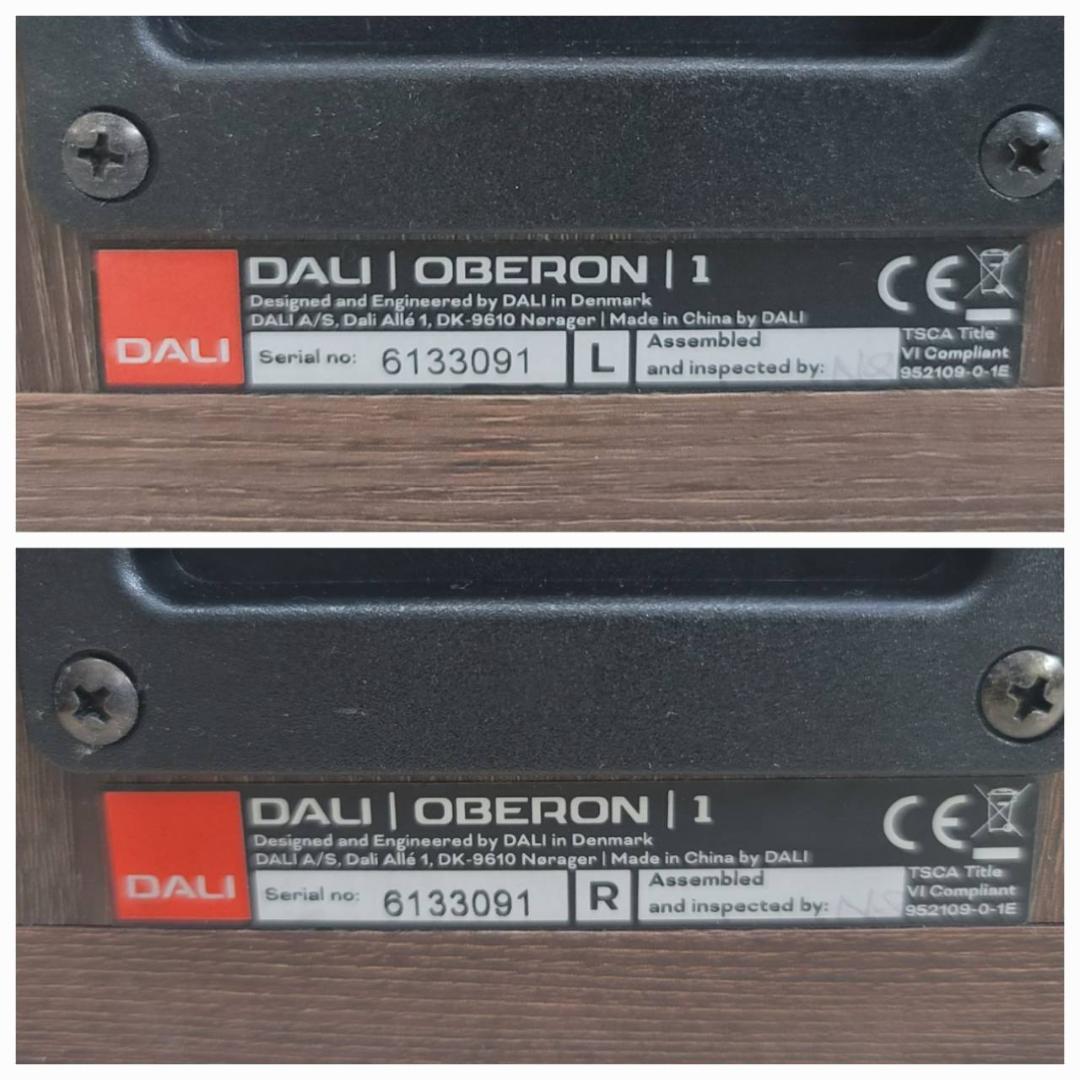 DALI | OBERON | 1
Designed and Engineered by DALI in Denmark
DALI A/S, Dali Allé 1, DK-9610 Nørager | Made in China by DALI
CE
DALI
Serial no: 6133091
L
Assembled
and inspected by:
TSCA Title
VI Compliant
952109-0-1E
DALI | OBERON | 1
Designed and Engineered by DALI in Denmark
DALI A/S, Dali Allé 1, DK-9610 Nørager | Made in China by DALI
CE
DALI
Serial no: 6133091
R
Assembled
and inspected by:
TSCA Title
VI Compliant
952109-0-1E